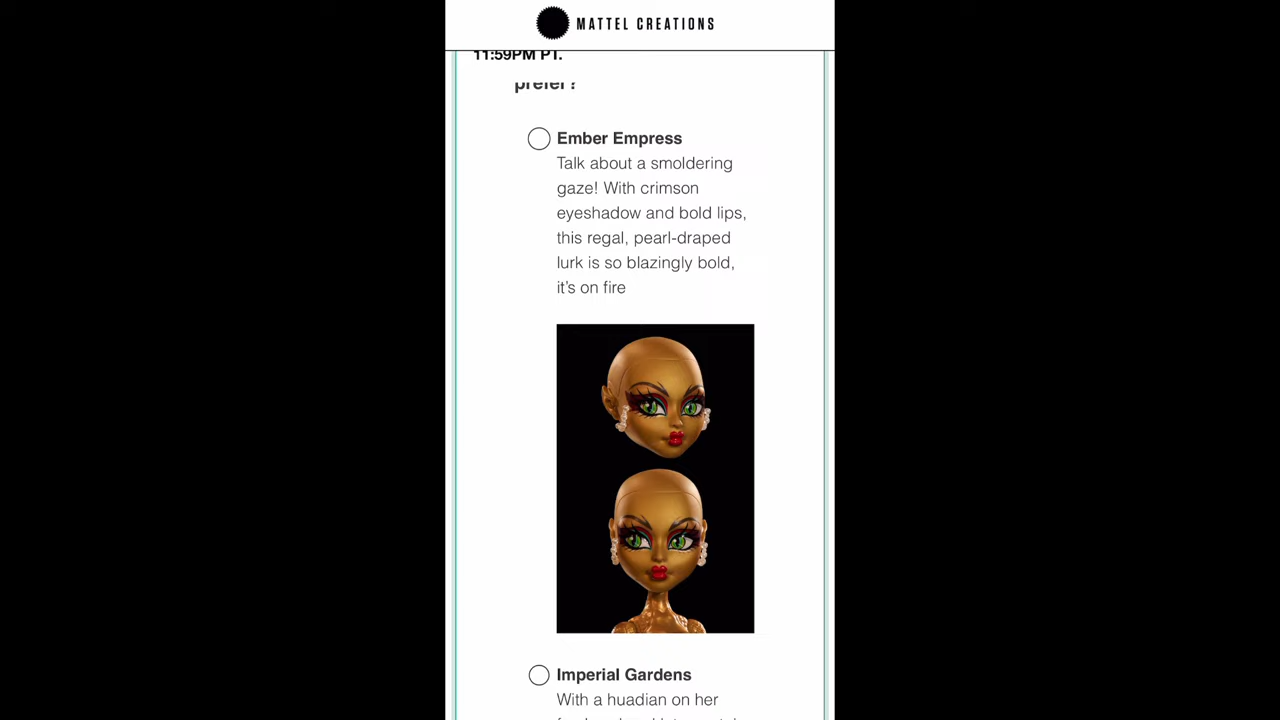 MATTEL CREATIONS
11:59PM PT.
prefer?
Ember Empress
Talk about a smoldering
gaze! With crimson
eyeshadow and bold lips,
this regal, pearl-draped
lurk is so blazingly bold,
it's on fire
Imperial Gardens
With a huadian on her